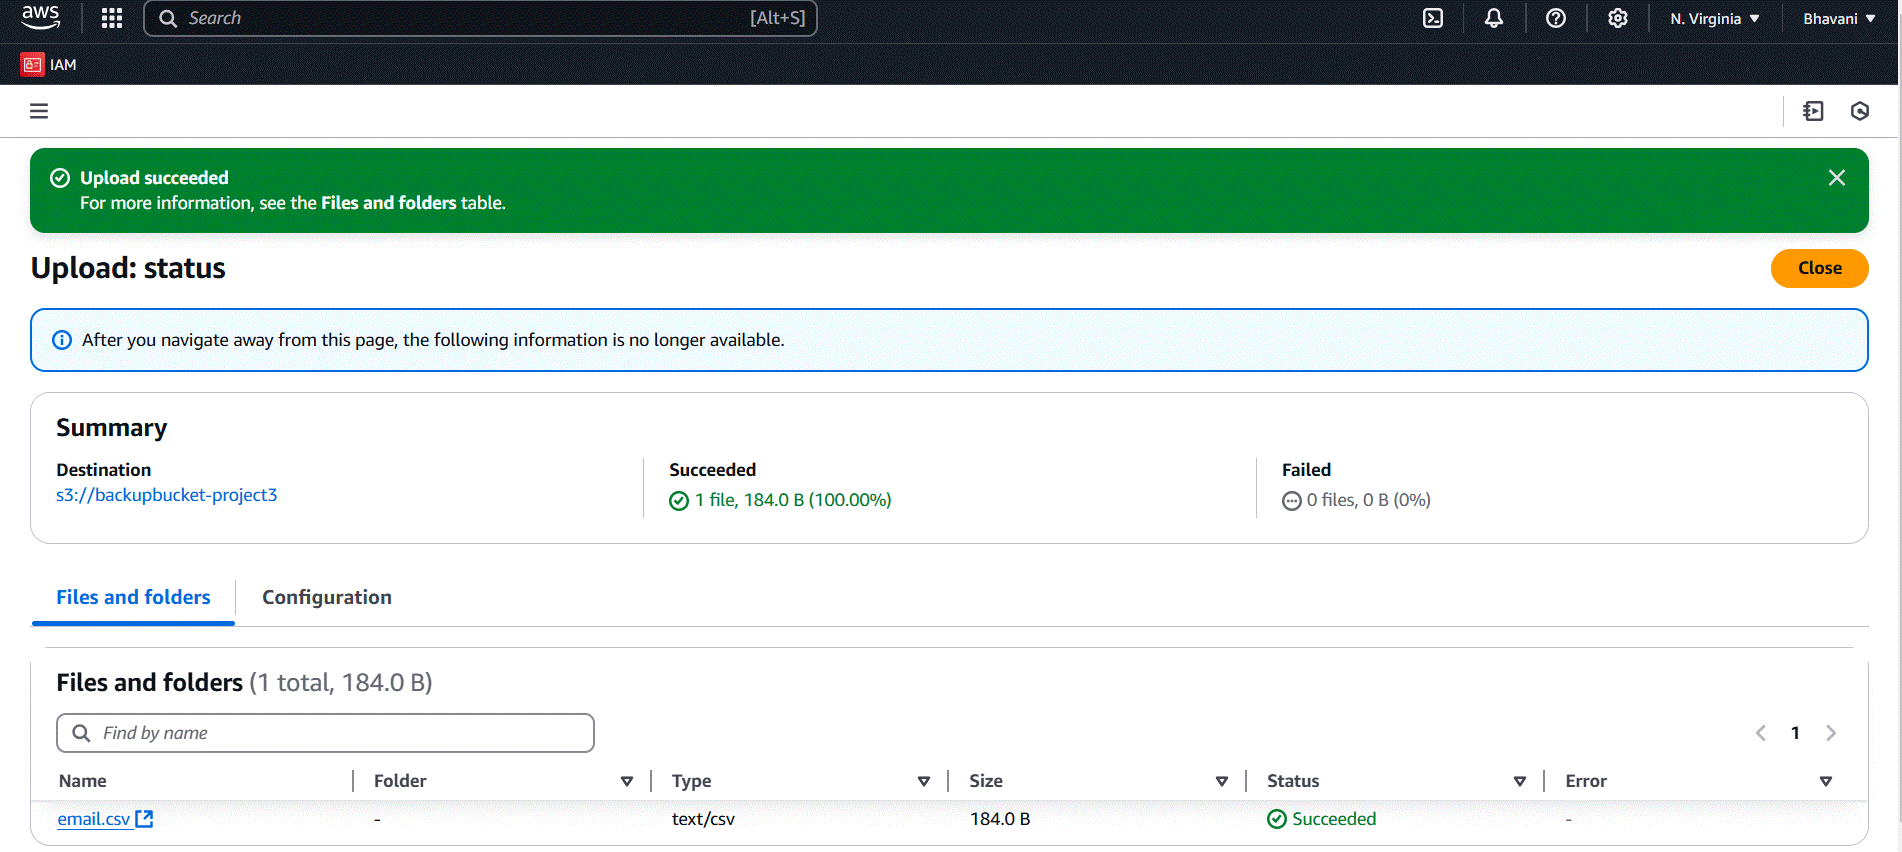 aws
Search [Alt+S]
N. Virginia
Bhavani
IAM
Upload succeeded
For more information, see the Files and folders table.
Upload: status
Close
After you navigate away from this page, the following information is no longer available.
Summary
Destination
s3://backupbucket-project3
Succeeded
1 file, 184.0 B (100.00%)
Failed
0 files, 0 B (0%)
Files and folders
Configuration
Files and folders (1 total, 184.0 B)
Find by name
1
Name Folder Type Size Status Error
email.csv - text/csv 184.0 B Succeeded -